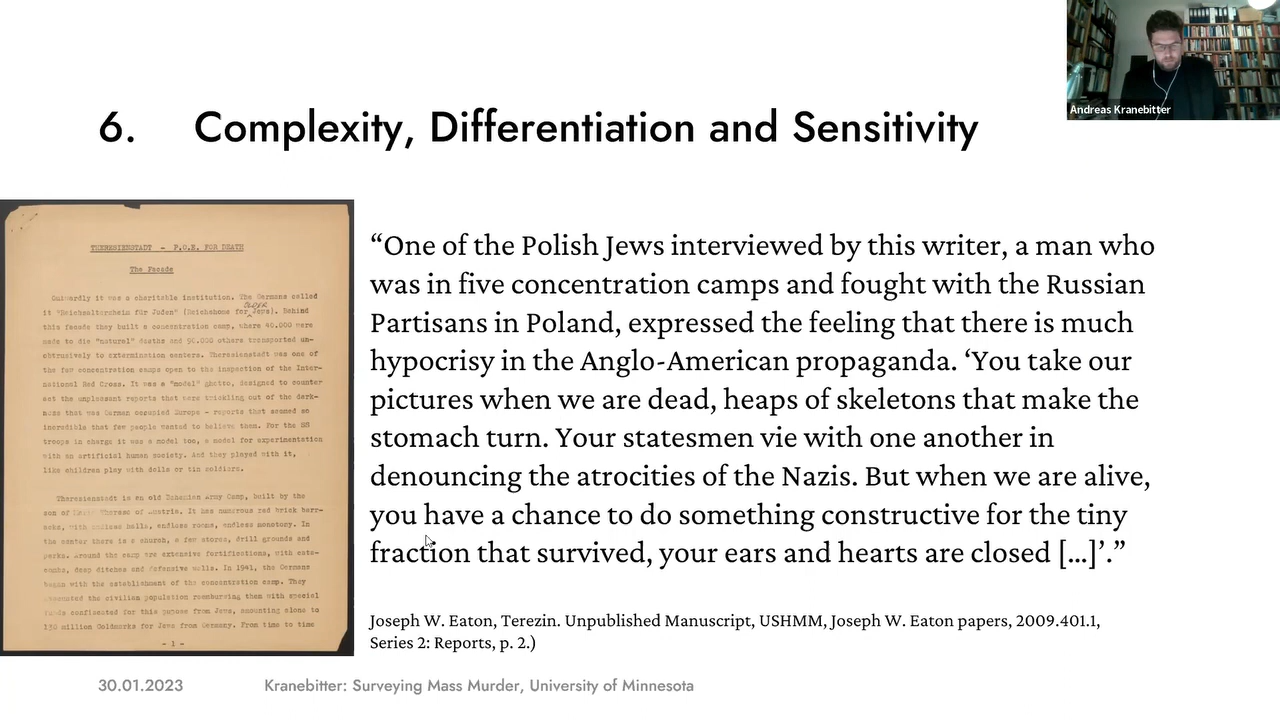 Andreas Kranebitter
6. Complexity, Differentiation and Sensitivity
THERESIENSTADT - P.O.E. FOR DEATH
The Facade
Outwardly it was a charitable institution. The Germans called
OLDER
it "Reichsaltersheim für Juden" (Reichshome for Jews). Behind
this facade they built a concentration camp, where 40.000 were
made to die "natural" deaths and 90.000 others transported un-
obtrusively to extermination centers. Theresienstadt was one of
the few concentration camps open to the inspection of the Inter-
national Red Cross. It was a "model" ghetto, designed to counter
act the unpleasant reports that were trickling out of the dark-
ness that was German occupied Europe - reports that seemed so
incredible that few people wanted to believe them. For the SS
troops in charge it was a model too, a model for experimentation
with an artificial human society. And they played with it,
like children play with dolls or tin soldiers.
Theresienstadt is an old Bohemian Army Camp, built by the
son of Theresa of Austria. It has numerous red brick barr-
acks, with endless halls, endless rooms, endless monotony. In
the center there is a church, a few stores, drill grounds and
parks. Around the camp are extensive fortifications, with cata-
combs, deep ditches and defensive walls. In 1941, the Germans
began with the establishment of the concentration camp. They
evacuated the civilian population reembursing them with special
funds confiscated for this purpose from Jews, amounting close to
130 million Goldmarks for Jews from Germany. From time to time
- 1 -
“One of the Polish Jews interviewed by this writer, a man who
was in five concentration camps and fought with the Russian
Partisans in Poland, expressed the feeling that there is much
hypocrisy in the Anglo-American propaganda. ‘You take our
pictures when we are dead, heaps of skeletons that make the
stomach turn. Your statesmen vie with one another in
denouncing the atrocities of the Nazis. But when we are alive,
you have a chance to do something constructive for the tiny
fraction that survived, your ears and hearts are closed […]’.”
Joseph W. Eaton, Terezin. Unpublished Manuscript, USHMM, Joseph W. Eaton papers, 2009.401.1,
Series 2: Reports, p. 2.)
30.01.2023 Kranebitter: Surveying Mass Murder, University of Minnesota